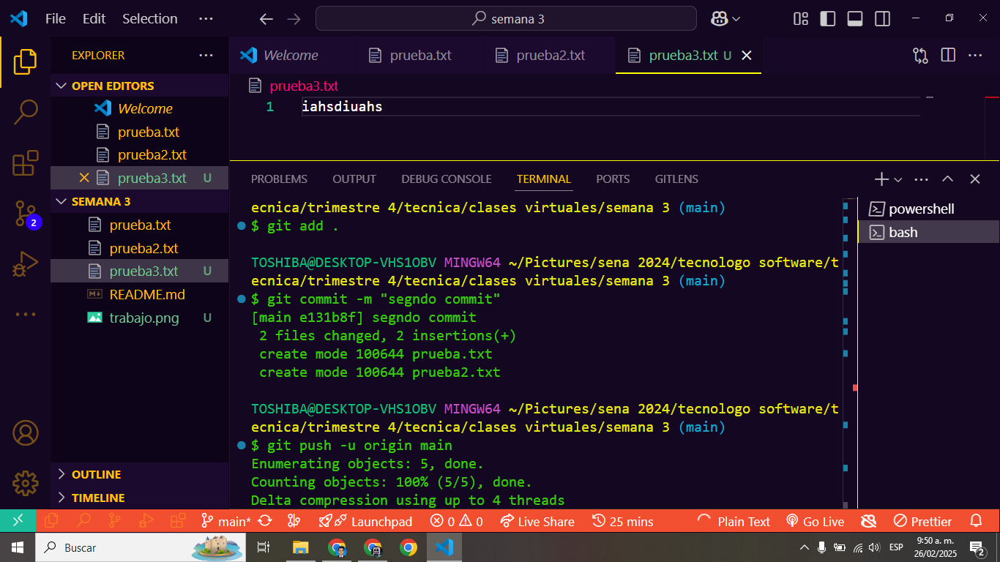 File Edit Selection ··· semana 3
EXPLORER ···
OPEN EDITORS
Welcome
prueba.txt
prueba2.txt
prueba3.txt U
SEMANA 3
prueba.txt
prueba2.txt
prueba3.txt U
README.md
trabajo.png U
OUTLINE
TIMELINE
2
Welcome prueba.txt prueba2.txt prueba3.txt U
prueba3.txt
1 iahsdiuahs
PROBLEMS OUTPUT DEBUG CONSOLE TERMINAL PORTS GITLENS
ecnica/trimestre 4/tecnica/clases virtuales/semana 3 (main)
$ git add .
TOSHIBA@DESKTOP-VHS1OBV MINGW64 ~/Pictures/sena 2024/tecnologo software/t
ecnica/trimestre 4/tecnica/clases virtuales/semana 3 (main)
$ git commit -m "segndo commit"
[main e131b8f] segndo commit
2 files changed, 2 insertions(+)
create mode 100644 prueba.txt
create mode 100644 prueba2.txt
TOSHIBA@DESKTOP-VHS1OBV MINGW64 ~/Pictures/sena 2024/tecnologo software/t
ecnica/trimestre 4/tecnica/clases virtuales/semana 3 (main)
$ git push -u origin main
Enumerating objects: 5, done.
Counting objects: 100% (5/5), done.
Delta compression using up to 4 threads
powershell
bash
main* Launchpad 0 0 Live Share 25 mins Plain Text Go Live Prettier
Buscar
ESP
9:50 a. m.
26/02/2025
2